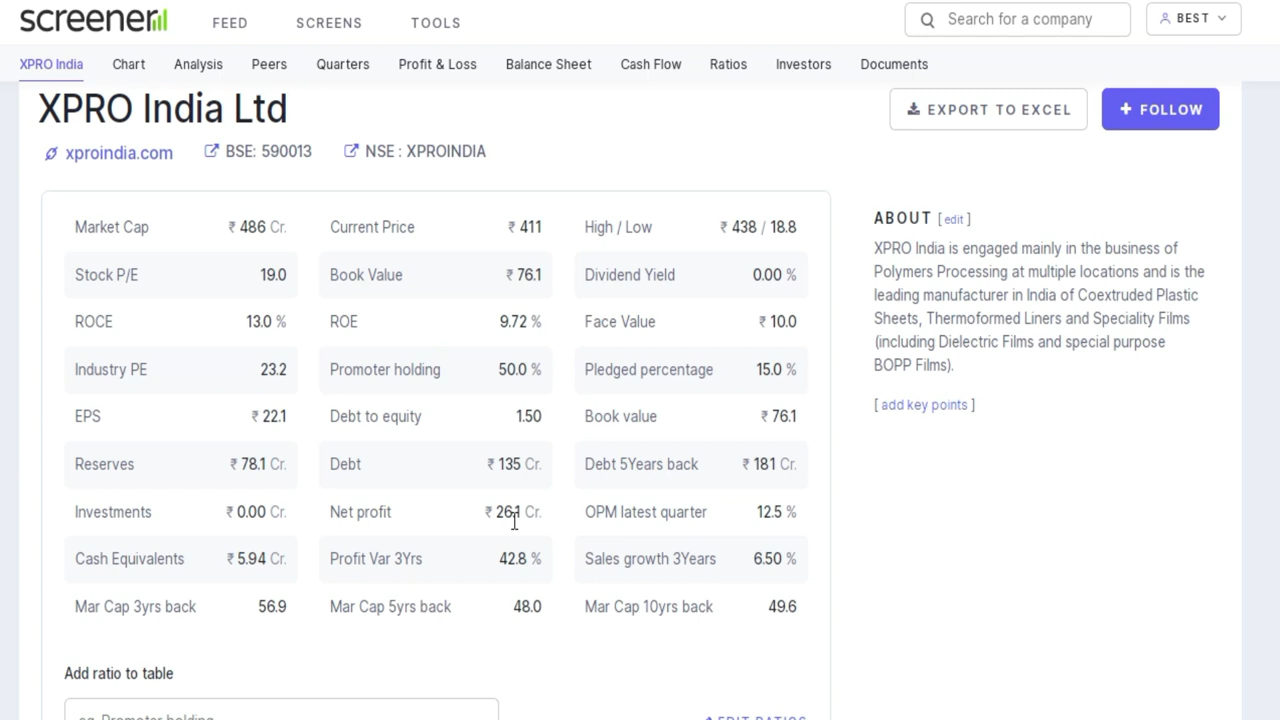 screener
FEED SCREENS TOOLS
Search for a company
BEST
XPRO India Chart Analysis Peers Quarters Profit & Loss Balance Sheet Cash Flow Ratios Investors Documents
XPRO India Ltd
EXPORT TO EXCEL
+ FOLLOW
xproindia.com BSE: 590013 NSE : XPROINDIA
Market Cap ₹ 486 Cr. Current Price ₹ 411 High / Low ₹ 438 / 18.8
Stock P/E 19.0 Book Value ₹ 76.1 Dividend Yield 0.00 %
ROCE 13.0 % ROE 9.72 % Face Value ₹ 10.0
Industry PE 23.2 Promoter holding 50.0 % Pledged percentage 15.0 %
EPS ₹ 22.1 Debt to equity 1.50 Book value ₹ 76.1
Reserves ₹ 78.1 Cr. Debt ₹ 135 Cr. Debt 5Years back ₹ 181 Cr.
Investments ₹ 0.00 Cr. Net profit ₹ 26.1 Cr. OPM latest quarter 12.5 %
Cash Equivalents ₹ 5.94 Cr. Profit Var 3Yrs 42.8 % Sales growth 3Years 6.50 %
Mar Cap 3yrs back 56.9 Mar Cap 5yrs back 48.0 Mar Cap 10yrs back 49.6
Add ratio to table
eg. Promoter holding
EDIT RATIOS
ABOUT [ edit ]
XPRO India is engaged mainly in the business of
Polymers Processing at multiple locations and is the
leading manufacturer in India of Coextruded Plastic
Sheets, Thermoformed Liners and Speciality Films
(including Dielectric Films and special purpose
BOPP Films).
[ add key points ]